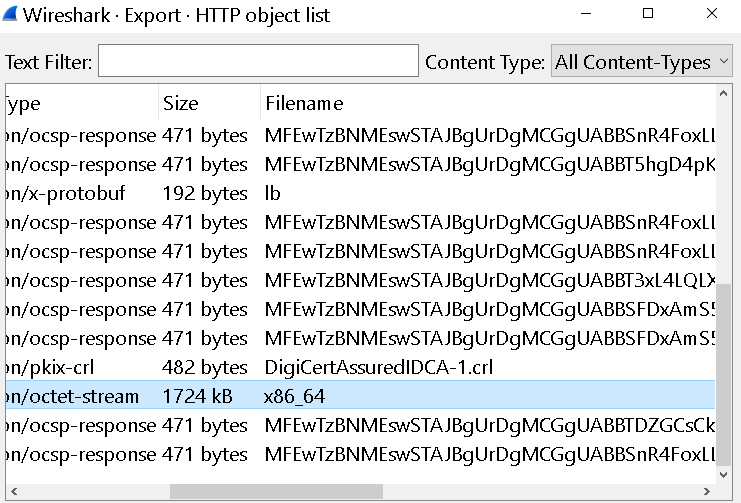 Wireshark · Export · HTTP object list
Text Filter: Content Type: All Content-Types
Type Size Filename
on/ocsp-response 471 bytes MFEwTzBNMEswSTAJBgUrDgMCGgUABBSnR4FoxLL
on/ocsp-response 471 bytes MFEwTzBNMEswSTAJBgUrDgMCGgUABBT5hgD4pK
on/x-protobuf 192 bytes lb
on/ocsp-response 471 bytes MFEwTzBNMEswSTAJBgUrDgMCGgUABBSnR4FoxLL
on/ocsp-response 471 bytes MFEwTzBNMEswSTAJBgUrDgMCGgUABBSnR4FoxLL
on/ocsp-response 471 bytes MFEwTzBNMEswSTAJBgUrDgMCGgUABBT3xL4LQLX
on/ocsp-response 471 bytes MFEwTzBNMEswSTAJBgUrDgMCGgUABBSFDxAmS5
on/ocsp-response 471 bytes MFEwTzBNMEswSTAJBgUrDgMCGgUABBSFDxAmS5
on/pkix-crl 482 bytes DigiCertAssuredIDCA-1.crl
on/octet-stream 1724 kB x86_64
on/ocsp-response 471 bytes MFEwTzBNMEswSTAJBgUrDgMCGgUABBTDZGCsCk
on/ocsp-response 471 bytes MFEwTzBNMEswSTAJBgUrDgMCGgUABBSnR4FoxLL